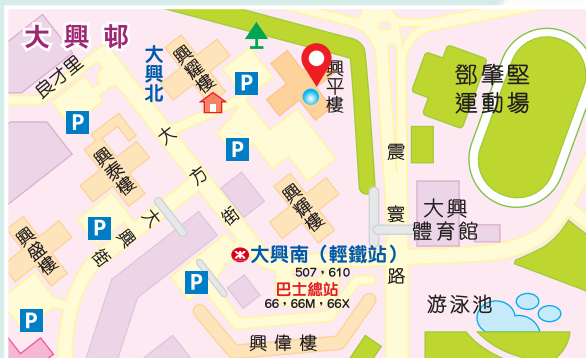 大興邨
大興北
良才里
興耀樓
興平樓
鄧肇堅
運動場
P
P
P
興泰樓
大方街
震寰路
興輝樓
大興
體育館
P
大興街
興盛樓
大興南（輕鐵站）
507，610
巴士總站
66，66M，66X
P
P
游泳池
興偉樓